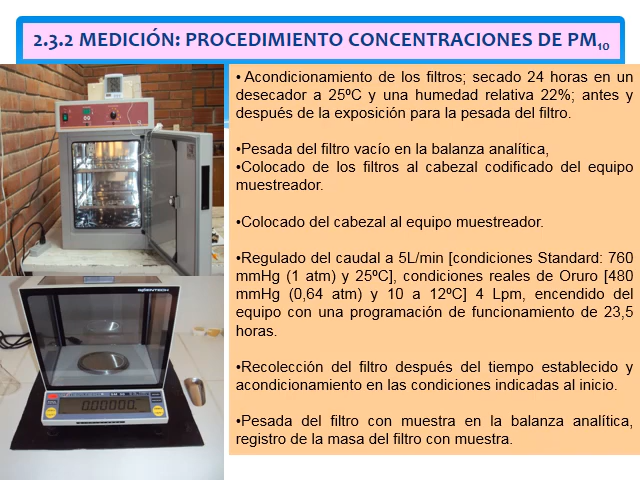 2.3.2 MEDICIÓN: PROCEDIMIENTO CONCENTRACIONES DE PM10
• Acondicionamiento de los filtros; secado 24 horas en un
desecador a 25ºC y una humedad relativa 22%; antes y
después de la exposición para la pesada del filtro.
•Pesada del filtro vacío en la balanza analítica,
•Colocado de los filtros al cabezal codificado del equipo
muestreador.
•Colocado del cabezal al equipo muestreador.
•Regulado del caudal a 5L/min [condiciones Standard: 760
mmHg (1 atm) y 25ºC], condiciones reales de Oruro [480
mmHg (0,64 atm) y 10 a 12ºC] 4 Lpm, encendido del
equipo con una programación de funcionamiento de 23,5
horas.
•Recolección del filtro después del tiempo establecido y
acondicionamiento en las condiciones indicadas al inicio.
•Pesada del filtro con muestra en la balanza analítica,
registro de la masa del filtro con muestra.